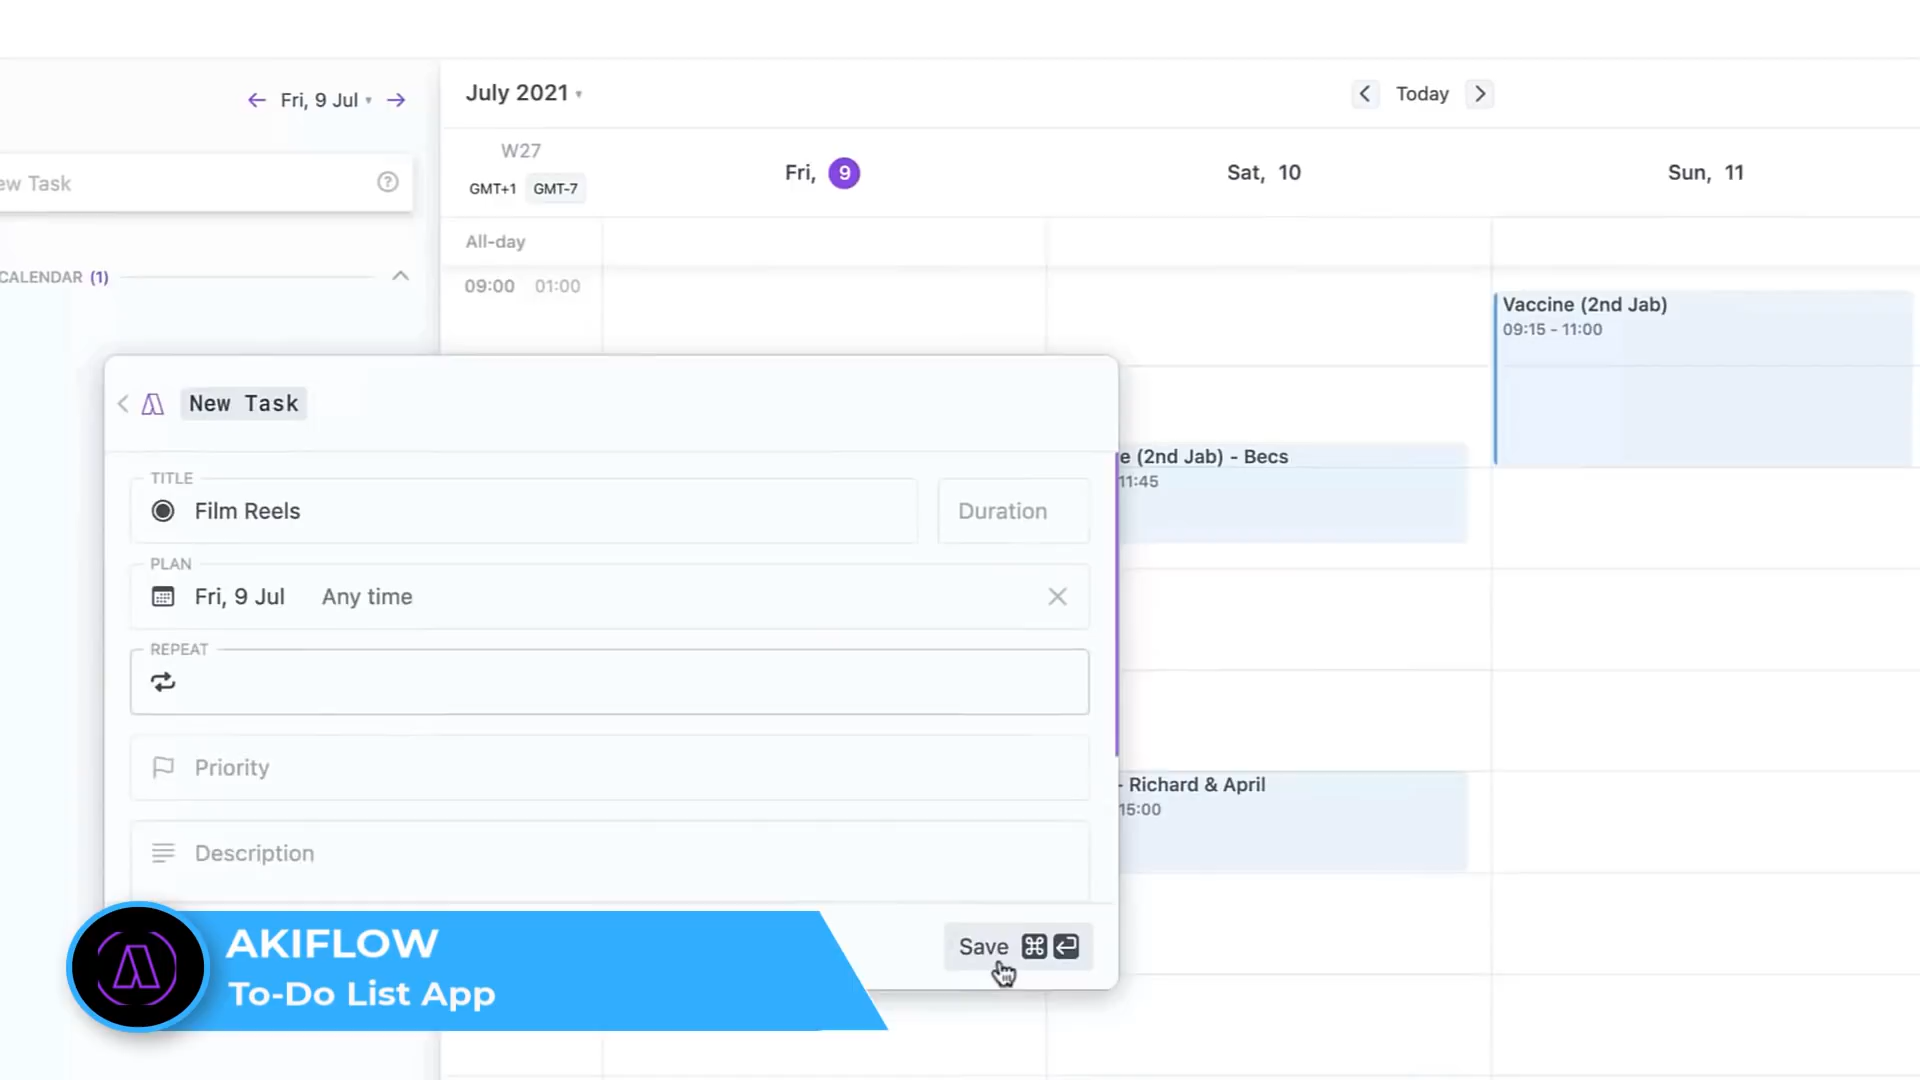 Fri, 9 Jul
July 2021
Today
W27
GMT+1 GMT-7
Fri, 9
Sat, 10
Sun, 11
ew Task
All-day
CALENDAR (1)
09:00 01:00
Vaccine (2nd Jab)
09:15 - 11:00
New Task
e (2nd Jab) - Becs
11:45
TITLE
Film Reels
Duration
PLAN
Fri, 9 Jul Any time
REPEAT
Priority
- Richard & April
15:00
Description
Save
AKIFLOW
To-Do List App